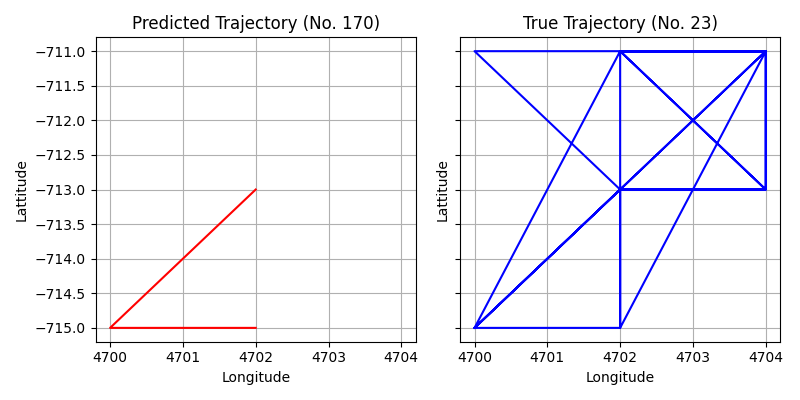 Predicted Trajectory (No. 170)
Lattitude
−711.0
−711.5
−712.0
−712.5
−713.0
−713.5
−714.0
−714.5
−715.0
4700 4701 4702 4703 4704
Longitude
True Trajectory (No. 23)
Lattitude
4700 4701 4702 4703 4704
Longitude